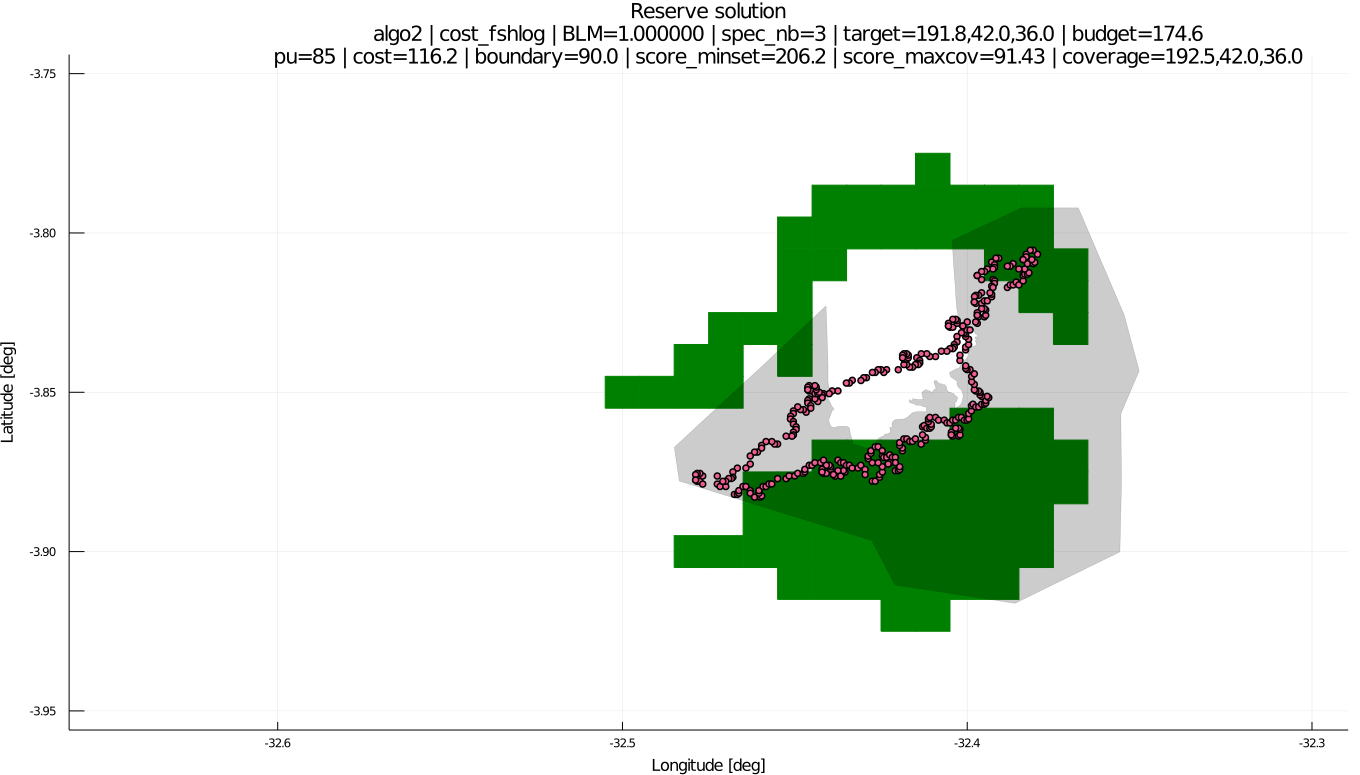 Reserve solution
algo2 | cost_fshlog | BLM=1.000000 | spec_nb=3 | target=191.8,42.0,36.0 | budget=174.6
pu=85 | cost=116.2 | boundary=90.0 | score_minset=206.2 | score_maxcov=91.43 | coverage=192.5,42.0,36.0
-3.75
-3.80
-3.85
-3.90
-3.95
Latitude [deg]
-32.6
-32.5
-32.4
-32.3
Longitude [deg]